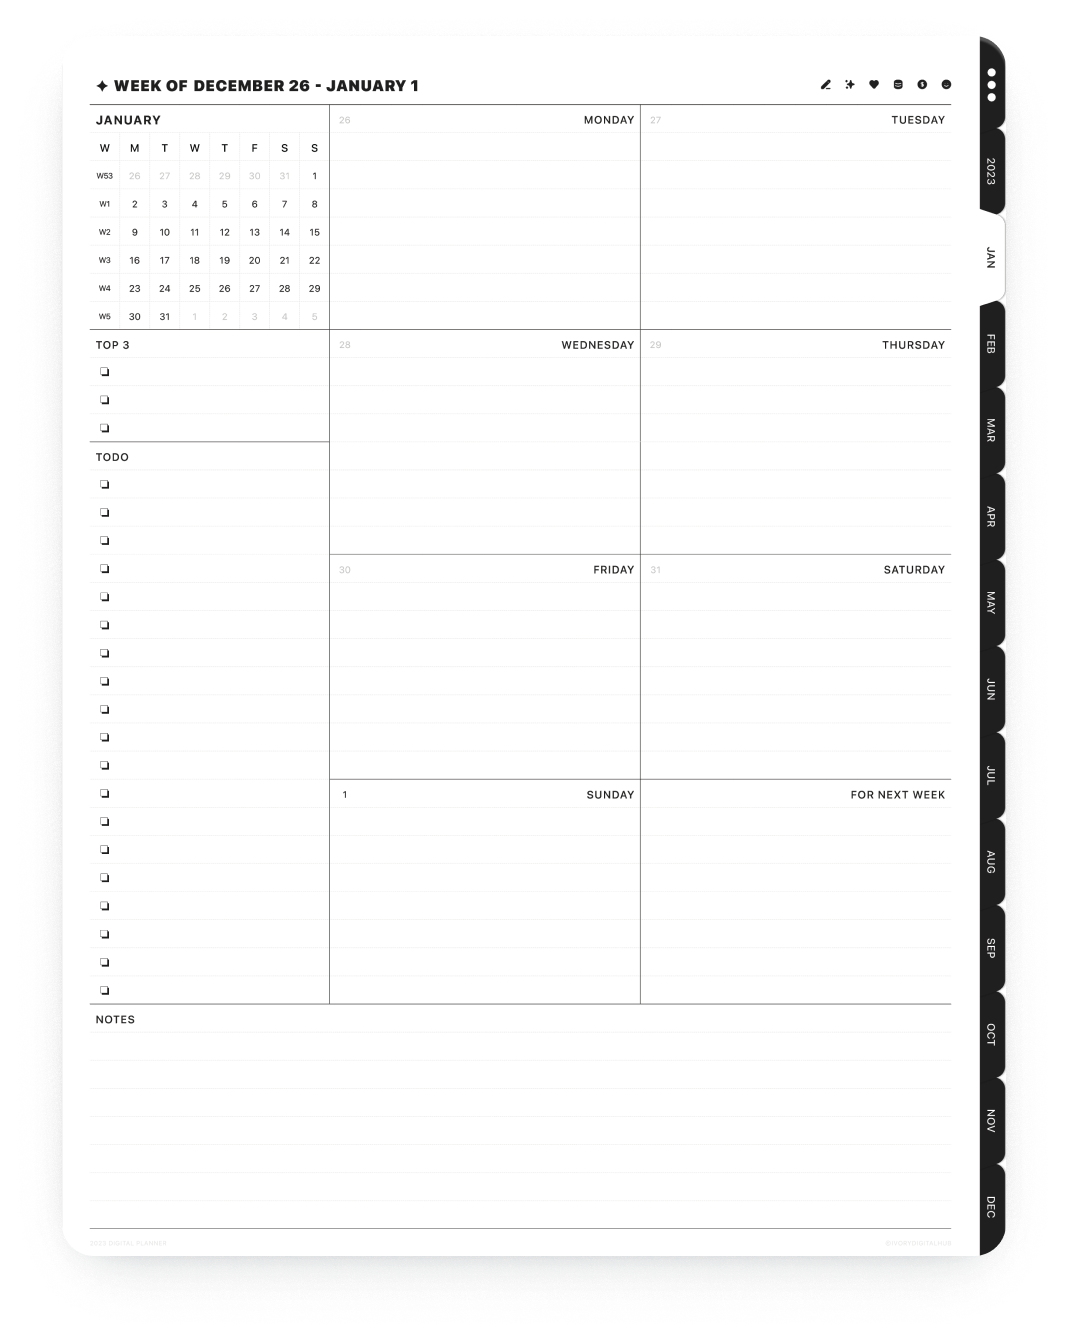 ✦ WEEK OF DECEMBER 26 - JANUARY 1
JANUARY
W M T W T F S S
W53 26 27 28 29 30 31 1
W1 2 3 4 5 6 7 8
W2 9 10 11 12 13 14 15
W3 16 17 18 19 20 21 22
W4 23 24 25 26 27 28 29
W5 30 31 1 2 3 4 5
TOP 3
TODO
26 MONDAY
27 TUESDAY
28 WEDNESDAY
29 THURSDAY
30 FRIDAY
31 SATURDAY
1 SUNDAY
FOR NEXT WEEK
NOTES
2023 DIGITAL PLANNER
2023
JAN
FEB
MAR
APR
MAY
JUN
JUL
AUG
SEP
OCT
NOV
DEC